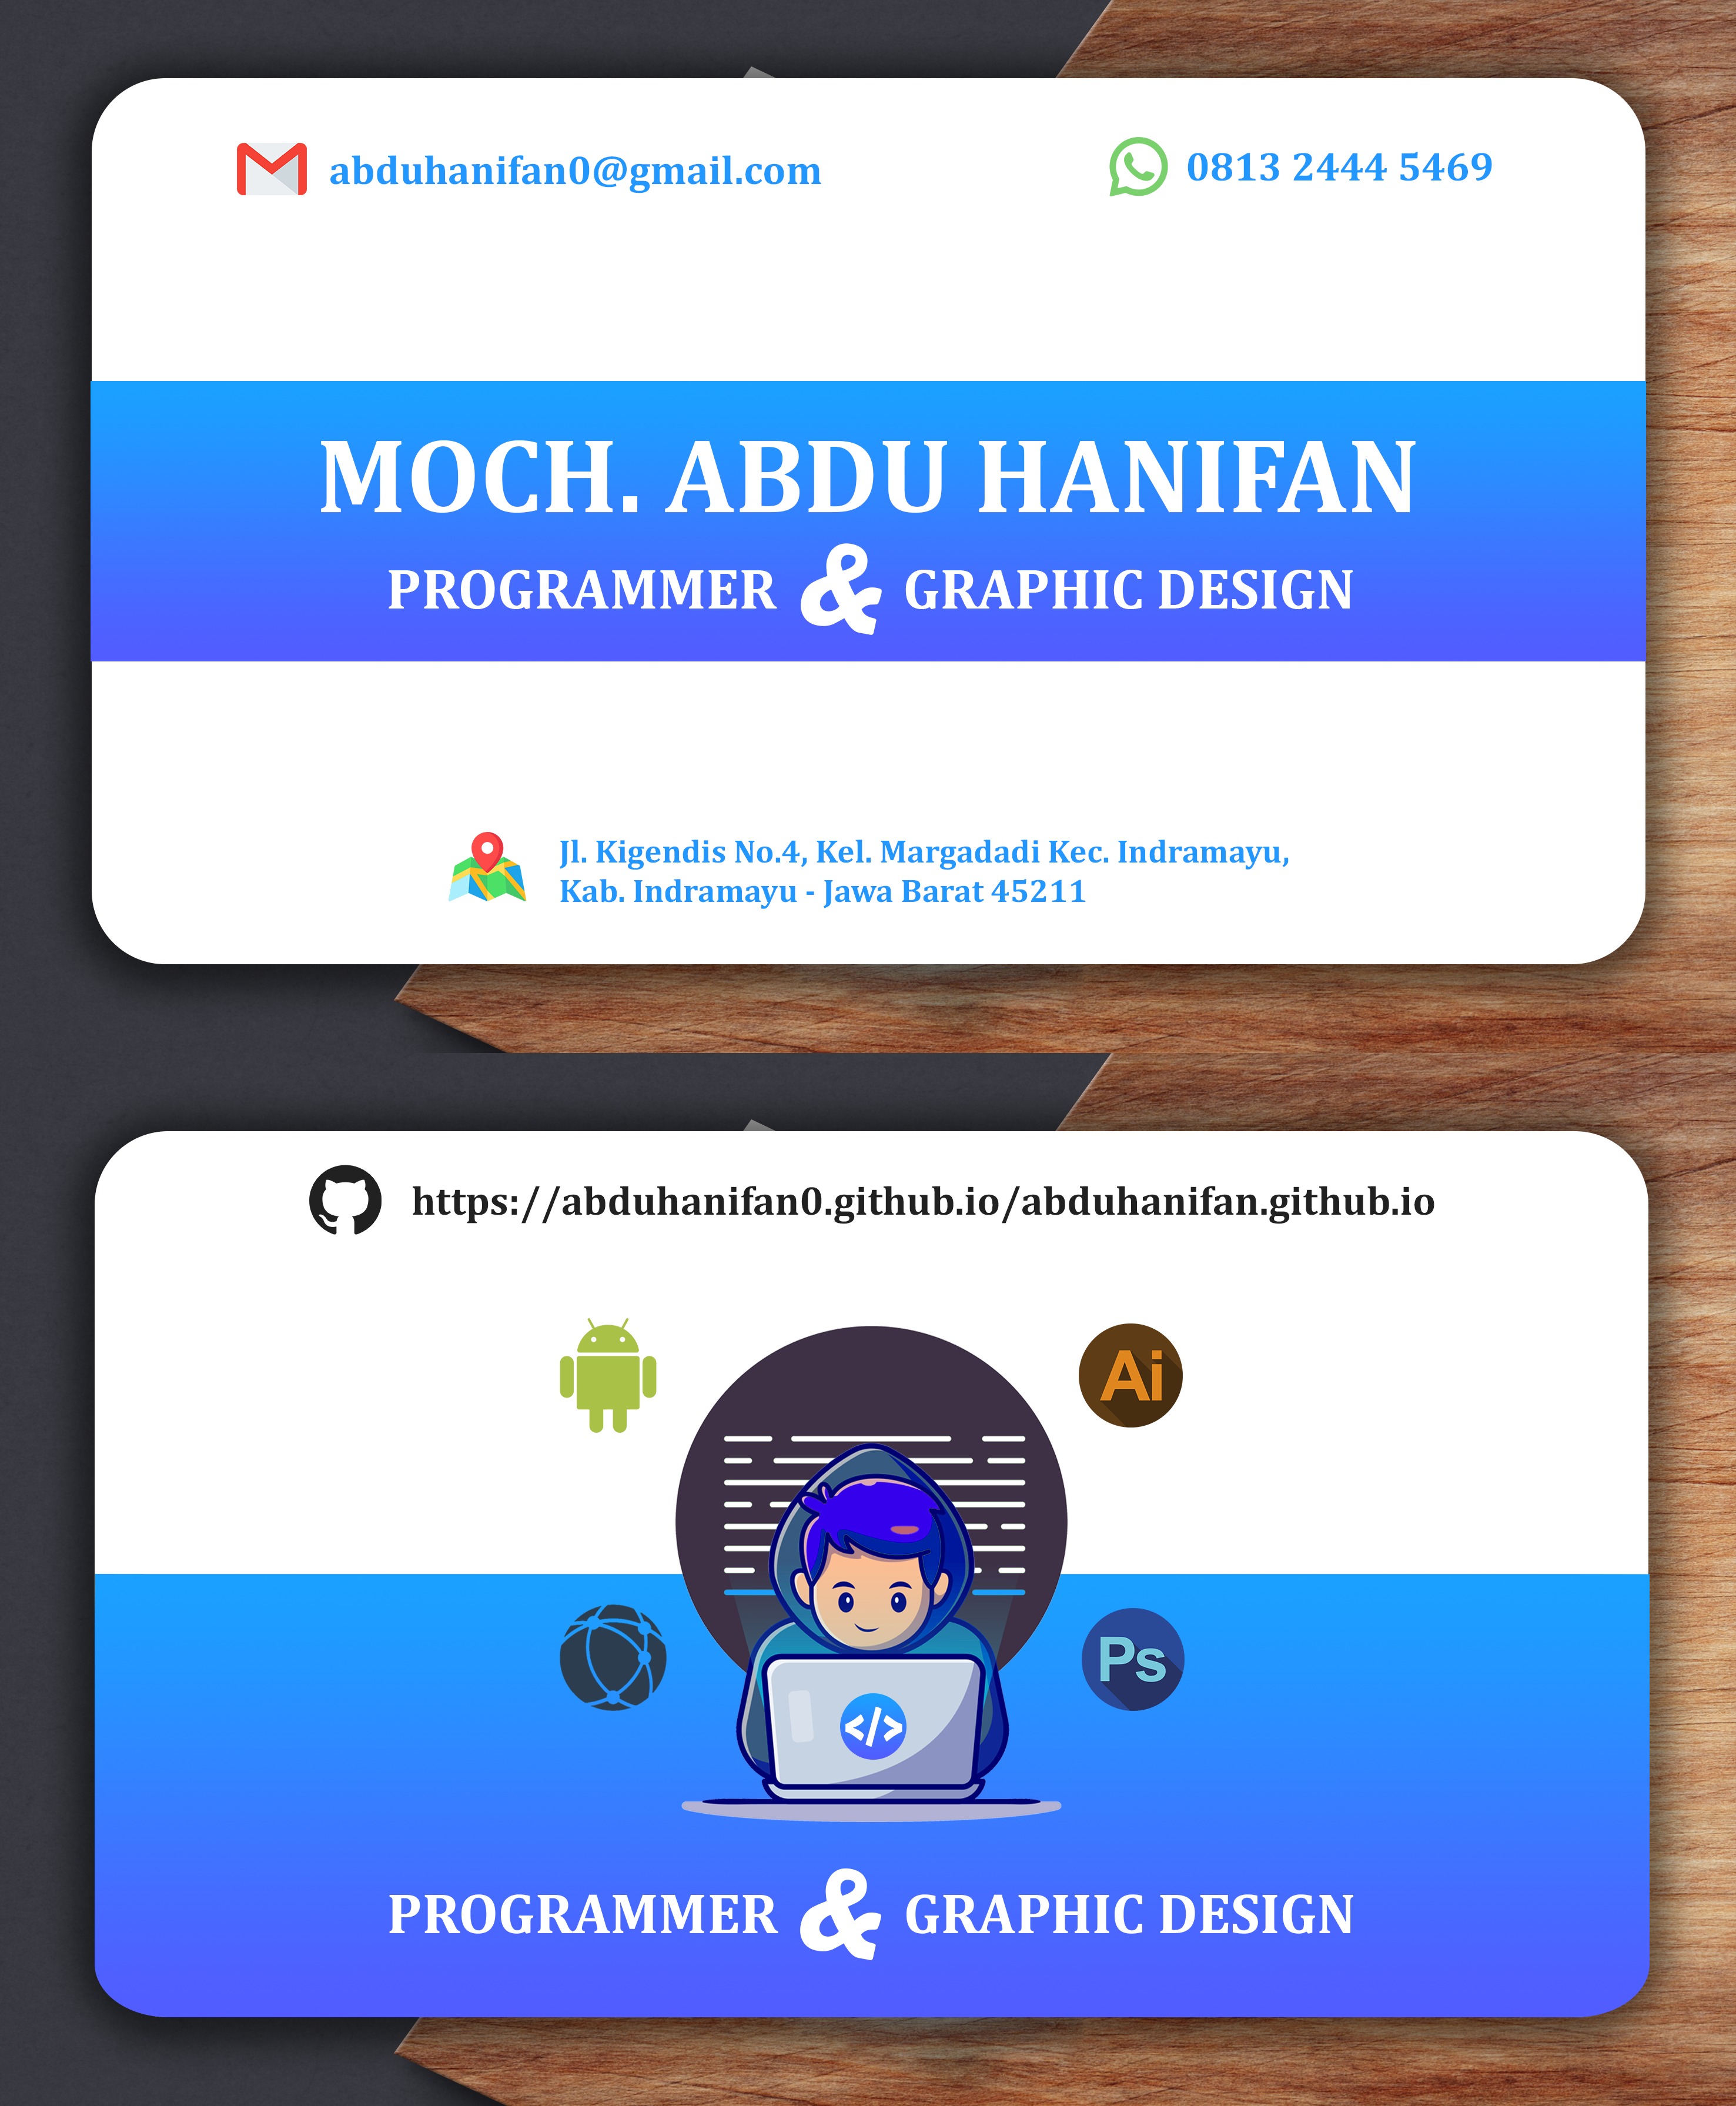 abduhanifan0@gmail.com
0813 2444 5469
MOCH. ABDU HANIFAN
PROGRAMMER & GRAPHIC DESIGN
Jl. Kigendis No.4, Kel. Margadadi Kec. Indramayu,
Kab. Indramayu - Jawa Barat 45211
https://abduhanifan0.github.io/abduhanifan.github.io
Ai
Ps
</>
PROGRAMMER & GRAPHIC DESIGN